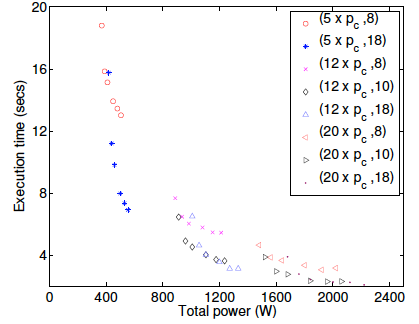 20
16
12
8
4
0 400 800 1200 1600 2000 2400
Execution time (secs)
Total power (W)
(5 x p_c ,8)
(5 x p_c ,18)
(12 x p_c ,8)
(12 x p_c ,10)
(12 x p_c ,18)
(20 x p_c ,8)
(20 x p_c ,10)
(20 x p_c ,18)